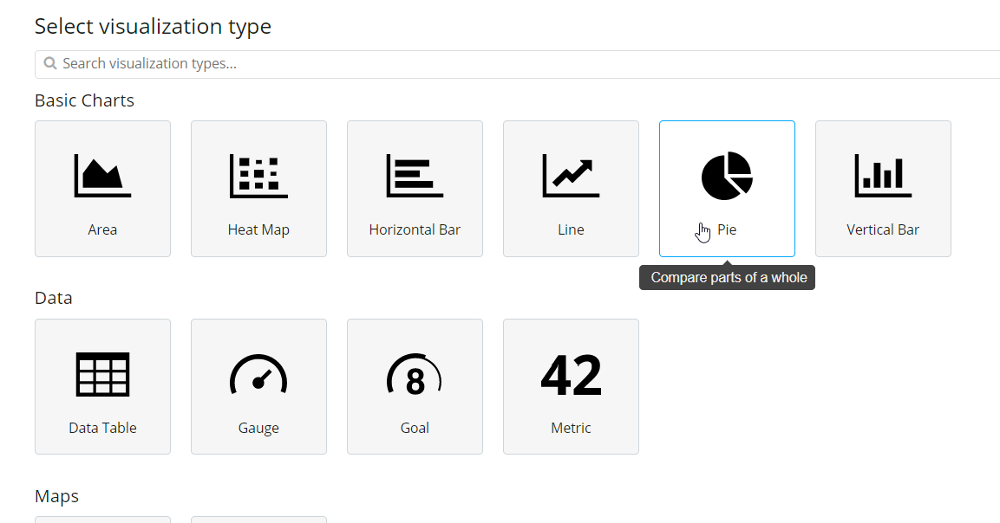 Select visualization type
Search visualization types...
Basic Charts
Area
Heat Map
Horizontal Bar
Line
Pie
Vertical Bar
Compare parts of a whole
Data
8
42
Data Table
Gauge
Goal
Metric
Maps